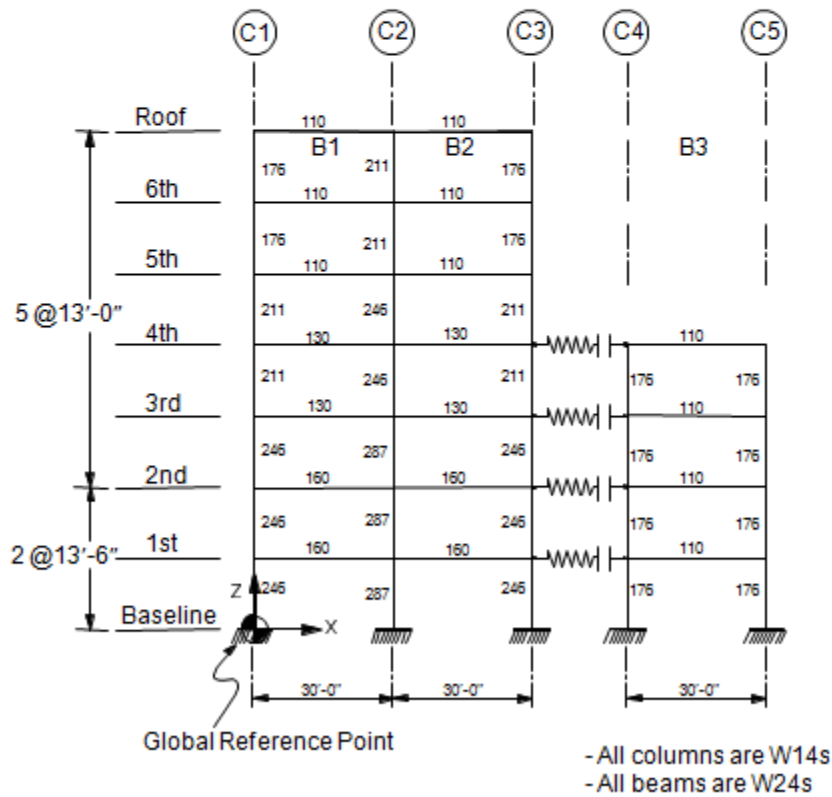 C1 C2 C3 C4 C5
Roof 110 110
B1 B2 B3
176 211 176
6th 110 110
176 211 176
5th 110 110
5 @13'-0" 211 246 211
4th 130 130 110
211 246 211 176 176
3rd 130 130 110
246 287 246 176 176
2nd 160 160 110
246 287 246 176 176
2 @13'-6" 1st 160 160 110
Z 246 287 246 176 176
Baseline X
30'-0" 30'-0" 30'-0"
Global Reference Point
- All columns are W14s
- All beams are W24s